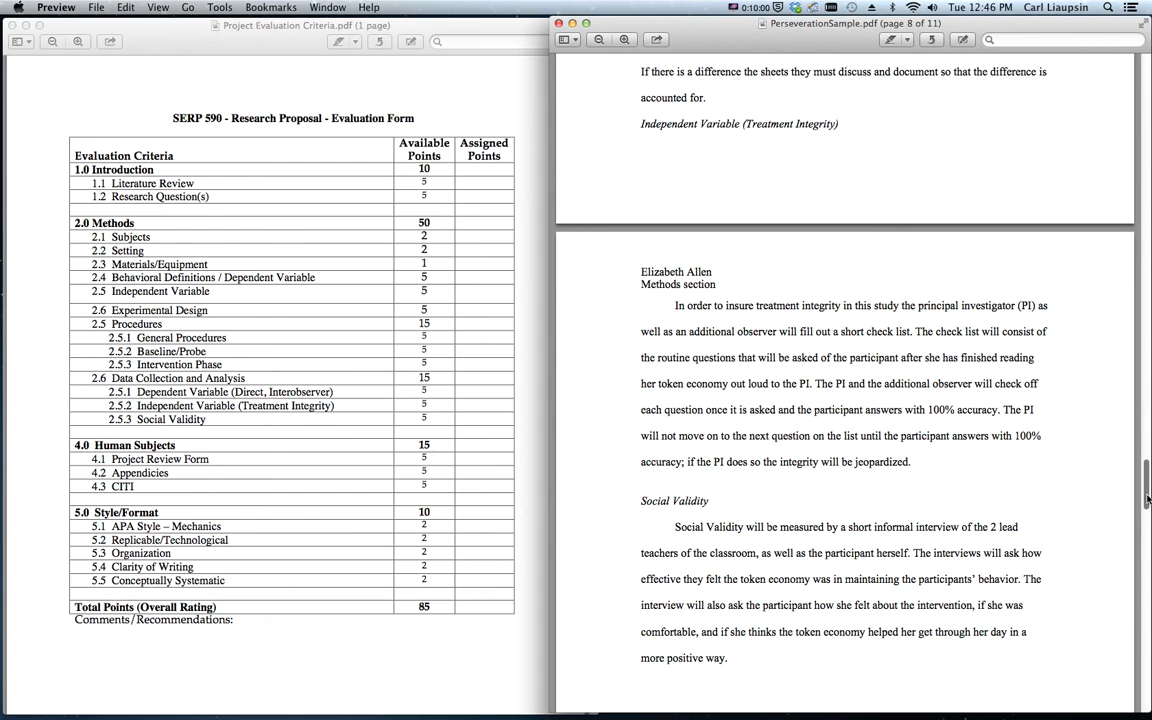 Preview File Edit View Go Tools Bookmarks Window Help
0:10:00 Tue 12:46 PM Carl Liaupsin
Project Evaluation Criteria.pdf (1 page)
SERP 590 - Research Proposal - Evaluation Form
Evaluation Criteria Available Points Assigned Points
1.0 Introduction 10
1.1 Literature Review 5
1.2 Research Question(s) 5
2.0 Methods 50
2.1 Subjects 2
2.2 Setting 2
2.3 Materials/Equipment 1
2.4 Behavioral Definitions / Dependent Variable 5
2.5 Independent Variable 5
2.6 Experimental Design 5
2.5 Procedures 15
2.5.1 General Procedures 5
2.5.2 Baseline/Probe 5
2.5.3 Intervention Phase 5
2.6 Data Collection and Analysis 15
2.5.1 Dependent Variable (Direct, Interobserver) 5
2.5.2 Independent Variable (Treatment Integrity) 5
2.5.3 Social Validity 5
4.0 Human Subjects 15
4.1 Project Review Form 5
4.2 Appendicies 5
4.3 CITI 5
5.0 Style/Format 10
5.1 APA Style – Mechanics 2
5.2 Replicable/Technological 2
5.3 Organization 2
5.4 Clarity of Writing 2
5.5 Conceptually Systematic 2
Total Points (Overall Rating) 85
Comments/Recommendations:
PerseverationSample.pdf (page 8 of 11)
If there is a difference the sheets they must discuss and document so that the difference is
accounted for.
Independent Variable (Treatment Integrity)
Elizabeth Allen
Methods section
In order to insure treatment integrity in this study the principal investigator (PI) as
well as an additional observer will fill out a short check list. The check list will consist of
the routine questions that will be asked of the participant after she has finished reading
her token economy out loud to the PI. The PI and the additional observer will check off
each question once it is asked and the participant answers with 100% accuracy. The PI
will not move on to the next question on the list until the participant answers with 100%
accuracy; if the PI does so the integrity will be jeopardized.
Social Validity
Social Validity will be measured by a short informal interview of the 2 lead
teachers of the classroom, as well as the participant herself. The interviews will ask how
effective they felt the token economy was in maintaining the participants' behavior. The
interview will also ask the participant how she felt about the intervention, if she was
comfortable, and if she thinks the token economy helped her get through her day in a
more positive way.